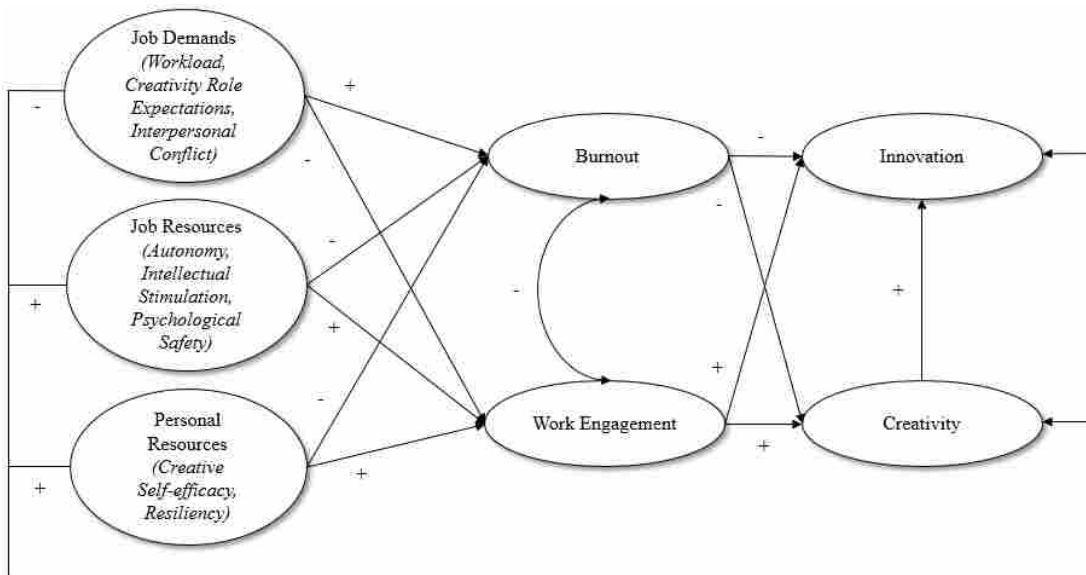 Job Demands
(Workload,
Creativity Role
Expectations,
Interpersonal
Conflict)
-
+
-
Burnout
-
-
Innovation
Job Resources
(Autonomy,
Intellectual
Stimulation,
Psychological
Safety)
+
-
+
-
+
Personal
Resources
(Creative
Self-efficacy,
Resiliency)
+
-
+
Work Engagement
+
+
Creativity